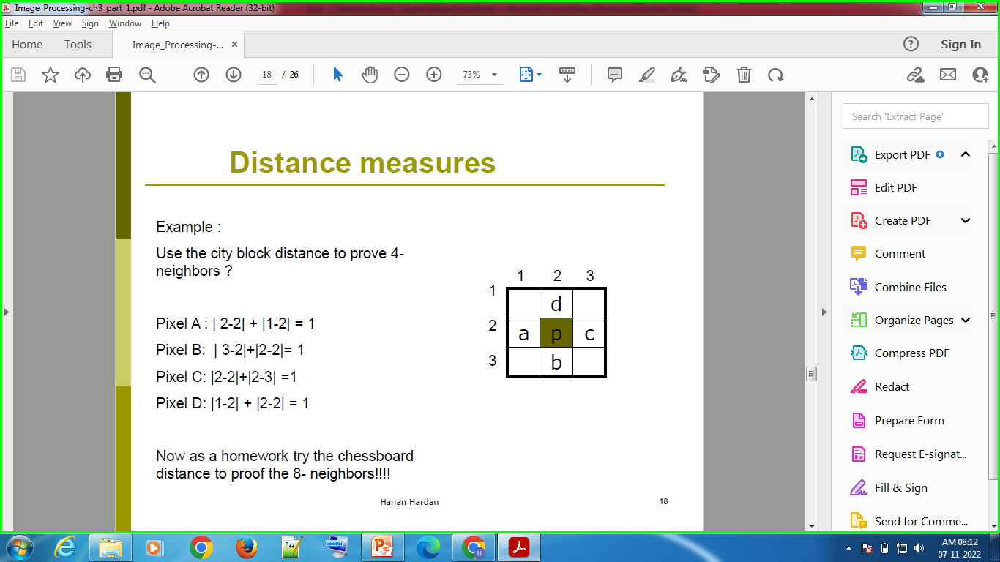 Image_Processing-ch3_part_1.pdf - Adobe Acrobat Reader (32-bit)
File Edit View Sign Window Help
Home Tools Image_Processing-... × Sign In
18 / 26 73%
Distance measures
Example :
Use the city block distance to prove 4-
neighbors ?
Pixel A : | 2-2| + |1-2| = 1
Pixel B: | 3-2|+|2-2|= 1
Pixel C: |2-2|+|2-3| =1
Pixel D: |1-2| + |2-2| = 1
Now as a homework try the chessboard
distance to proof the 8- neighbors!!!!
1 2 3
1 d
2 a p c
3 b
Hanan Hardan 18
Search 'Extract Page'
Export PDF
Edit PDF
Create PDF
Comment
Combine Files
Organize Pages
Compress PDF
Redact
Prepare Form
Request E-signat...
Fill & Sign
Send for Comme...
AM 08:12
07-11-2022